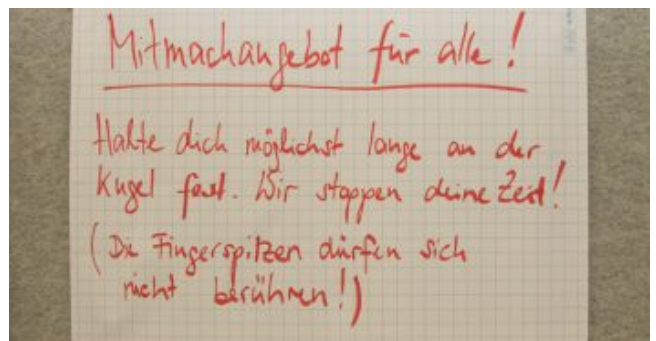 Mitmachangebot für alle!
Halte dich möglichst lange an der
Kugel fest. Wir stoppen deine Zeit!
(Die Fingerspitzen dürfen sich
nicht berühren!)